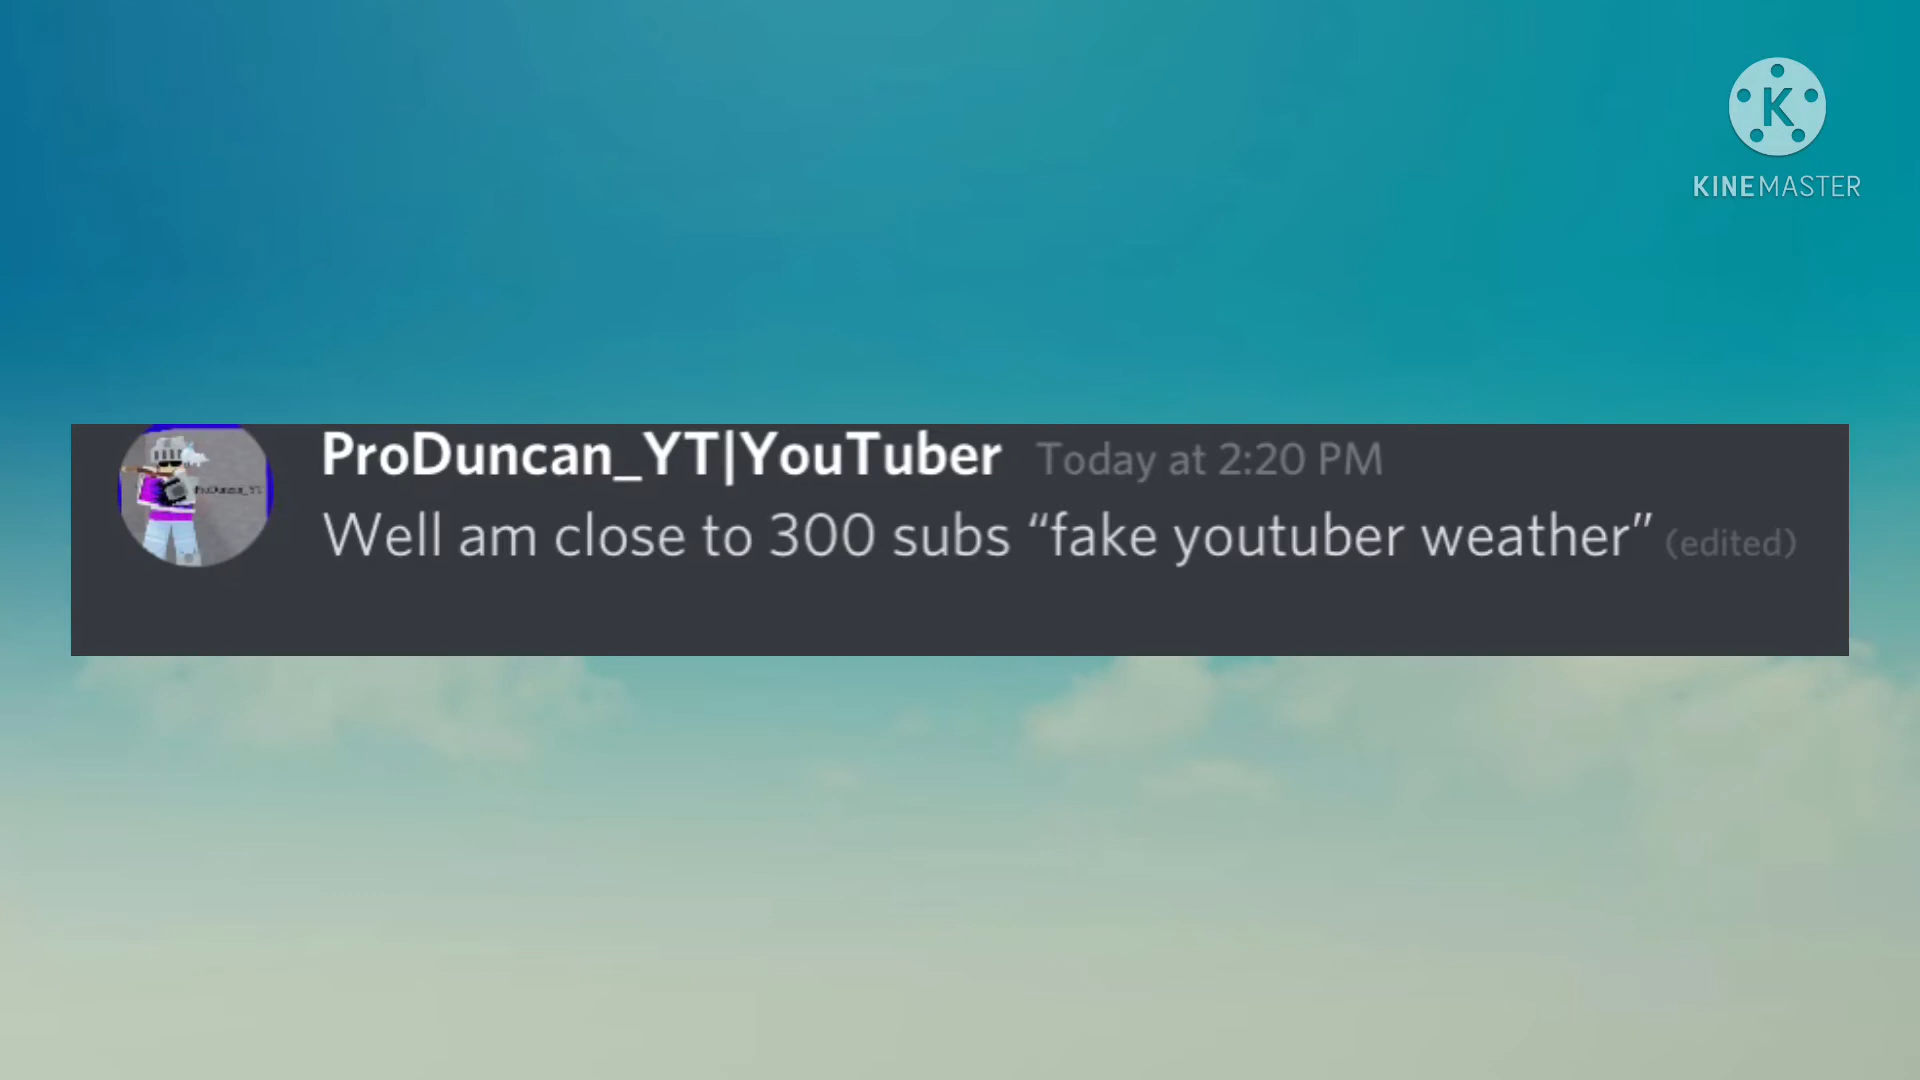 KINEMASTER
ProDuncan_YT|YouTuber Today at 2:20 PM
Well am close to 300 subs “fake youtuber weather” (edited)